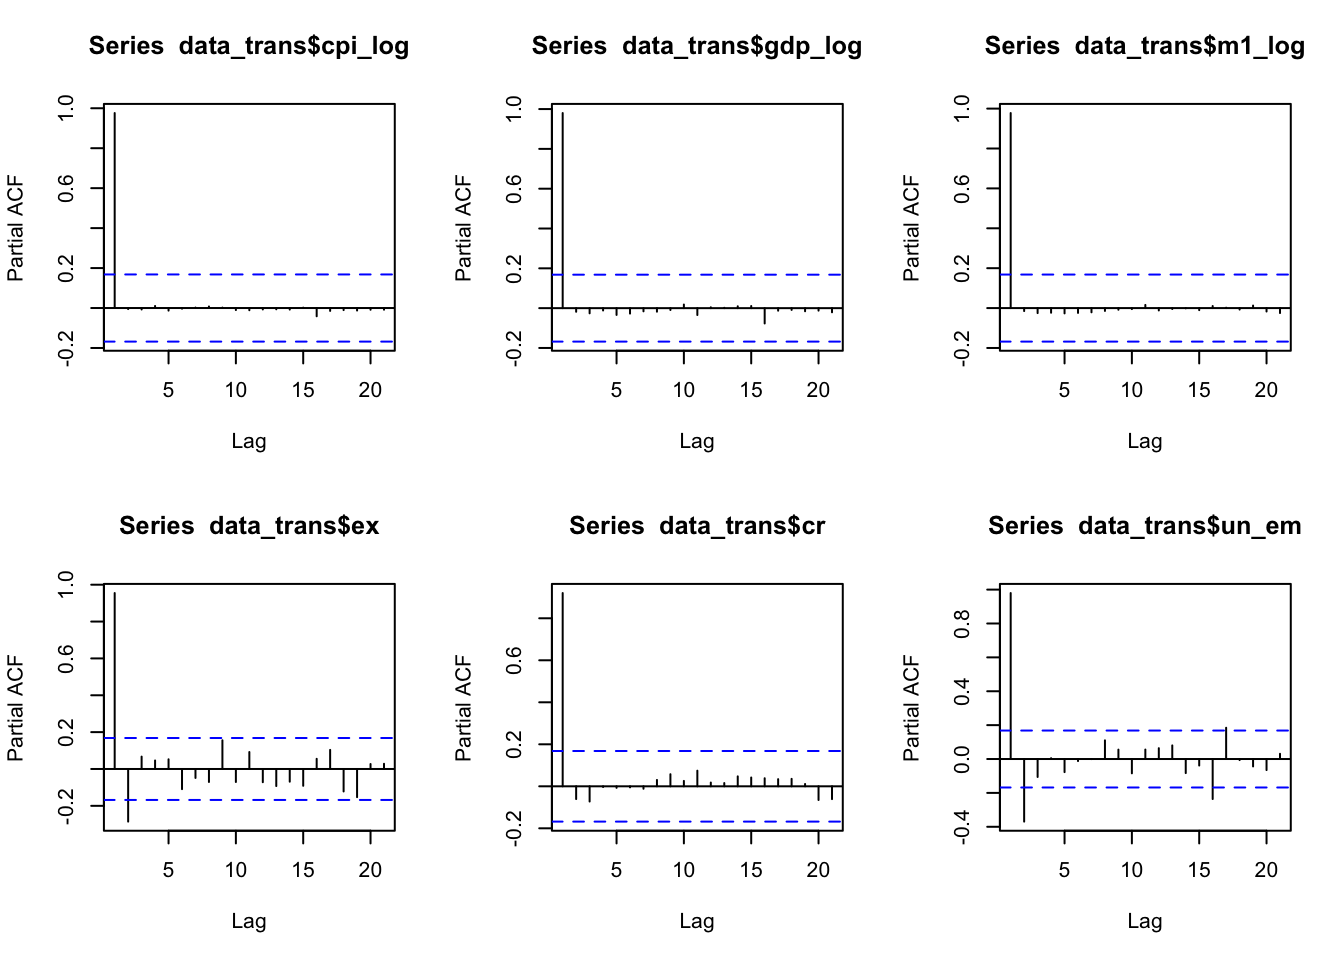 Series  data_trans$cpi_log
Partial ACF
1.0
0.6
0.2
-0.2
5 10 15 20
Lag
Series  data_trans$gdp_log
Partial ACF
1.0
0.6
0.2
-0.2
5 10 15 20
Lag
Series  data_trans$m1_log
Partial ACF
1.0
0.6
0.2
-0.2
5 10 15 20
Lag
Series  data_trans$ex
Partial ACF
1.0
0.6
0.2
-0.2
5 10 15 20
Lag
Series  data_trans$cr
Partial ACF
0.6
0.2
-0.2
5 10 15 20
Lag
Series  data_trans$un_em
Partial ACF
0.8
0.4
0.0
-0.4
5 10 15 20
Lag